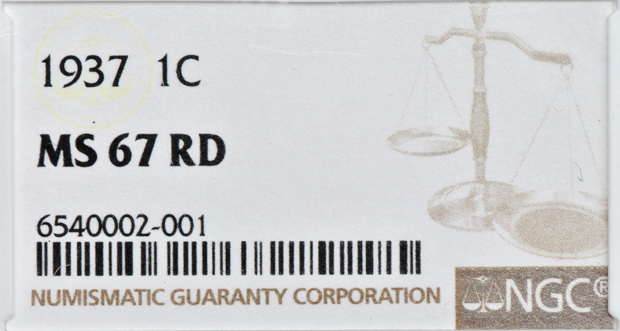 1937 1C
MS 67 RD
6540002-001
NUMISMATIC GUARANTY CORPORATION
NGC®